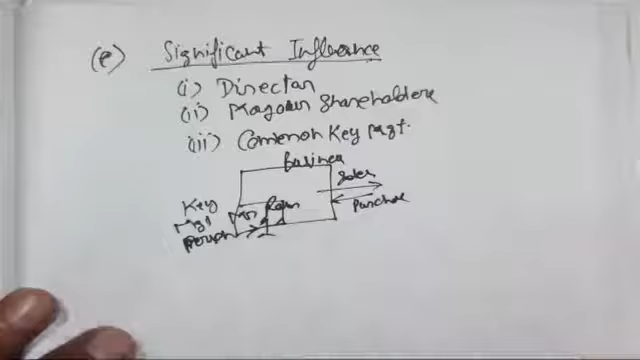 (e) Significant Influence
(i) Director
(ii) Major Shareholders
(iii) Common Key Mgt.
Business
Sales
Purchase
Key
Mgt
person